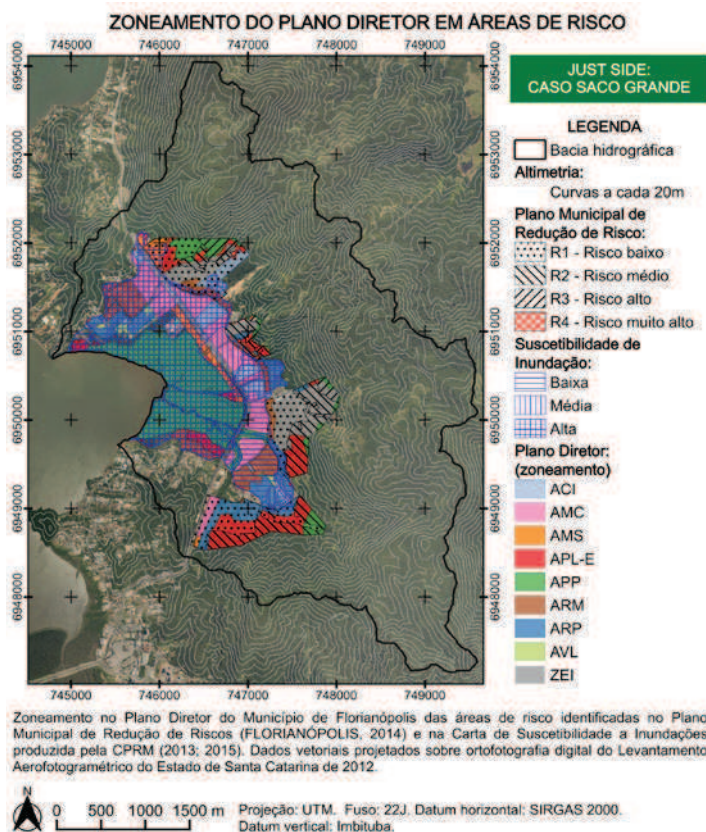 ZONEAMENTO DO PLANO DIRETOR EM ÁREAS DE RISCO
745000 746000 747000 748000 749000
6954000 6954000
6953000 6953000
6952000 6952000
6951000 6951000
6950000 6950000
6949000 6949000
6948000 6948000
745000 746000 747000 748000 749000
JUST SIDE:
CASO SACO GRANDE
LEGENDA
Bacia hidrográfica
Altimetria:
Curvas a cada 20m
Plano Municipal de
Redução de Risco:
R1 - Risco baixo
R2 - Risco médio
R3 - Risco alto
R4 - Risco muito alto
Suscetibilidade de
Inundação:
Baixa
Média
Alta
Plano Diretor:
(zoneamento)
ACI
AMC
AMS
APL-E
APP
ARM
ARP
AVL
ZEI
Zoneamento no Plano Diretor do Município de Florianópolis das áreas de risco identificadas no Plano
Municipal de Redução de Riscos (FLORIANÓPOLIS, 2014) e na Carta de Suscetibilidade a Inundações
produzida pela CPRM (2013; 2015). Dados vetoriais projetados sobre ortofotografia digital do Levantamento
Aerofotogramétrico do Estado de Santa Catarina de 2012.
N
0 500 1000 1500 m
Projeção: UTM. Fuso: 22J. Datum horizontal: SIRGAS 2000.
Datum vertical: Imbituba.